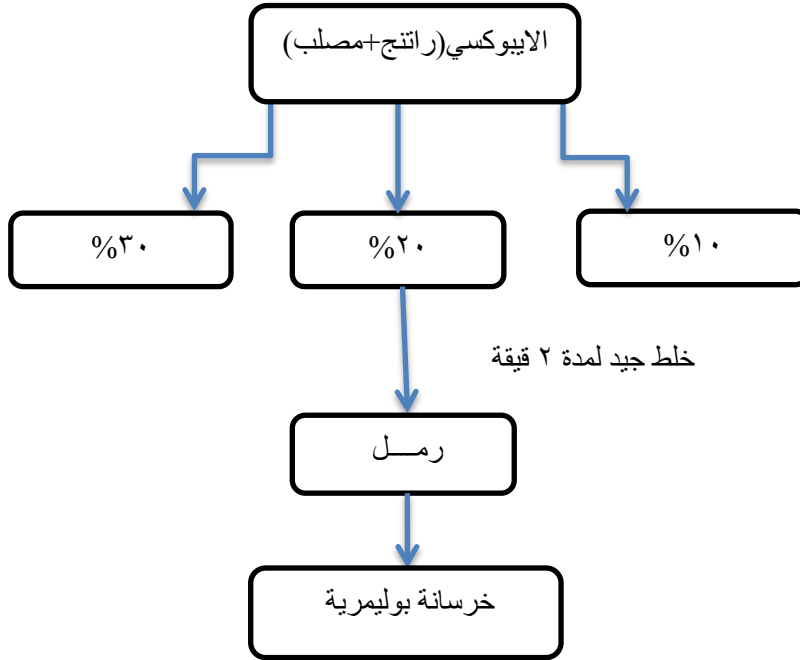 الايبوكسي(راتنج+مصلب)
%١٠
%٢٠
%٣٠
خلط جيد لمدة ٢ قيقة
رمـــل
خرسانة بوليمرية